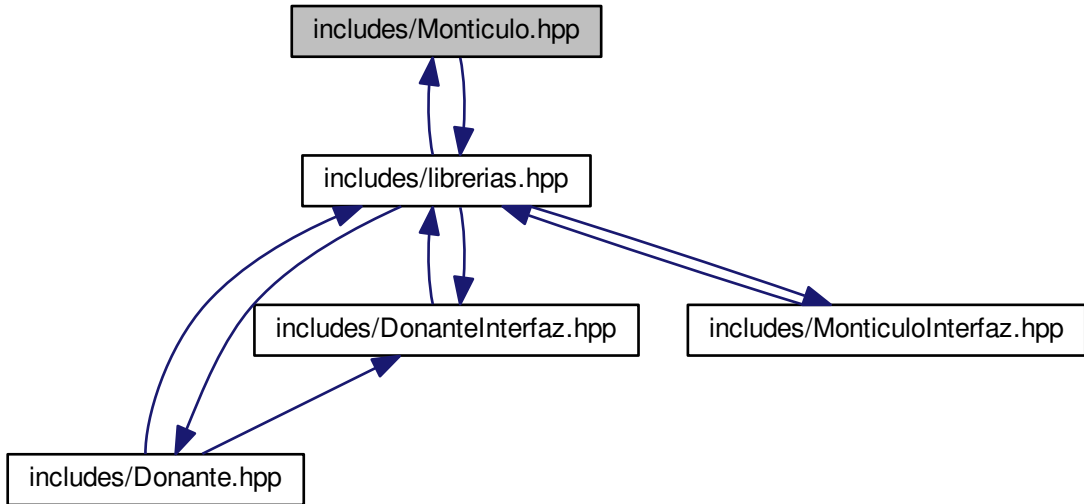 includes/Monticulo.hpp
includes/librerias.hpp
includes/DonanteInterfaz.hpp
includes/MonticuloInterfaz.hpp
includes/Donante.hpp